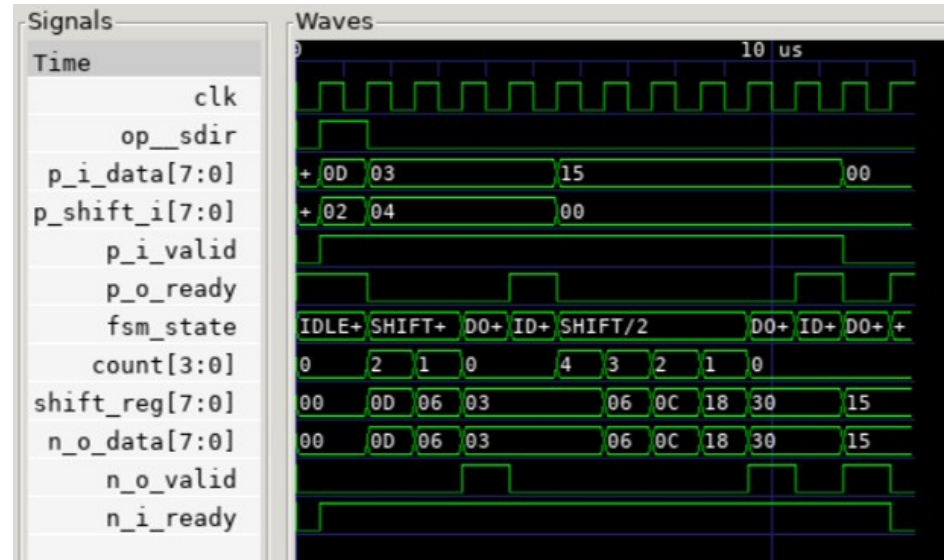 Signals
Waves
Time
10 us
clk
op__sdir
p_i_data[7:0] + 0D 03 15 00
p_shift_i[7:0] + 02 04 00
p_i_valid
p_o_ready
fsm_state IDLE+ SHIFT+ DO+ ID+ SHIFT/2 DO+ ID+ DO+ +
count[3:0] 0 2 1 0 4 3 2 1 0
shift_reg[7:0] 00 0D 06 03 06 0C 18 30 15
n_o_data[7:0] 00 0D 06 03 06 0C 18 30 15
n_o_valid
n_i_ready